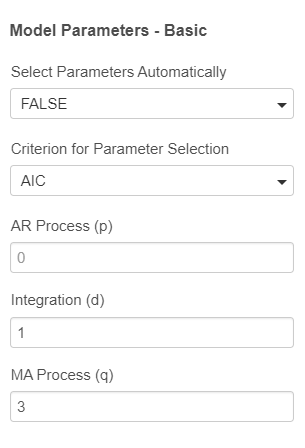 Model Parameters - Basic
Select Parameters Automatically
FALSE
Criterion for Parameter Selection
AIC
AR Process (p)
0
Integration (d)
1
MA Process (q)
3